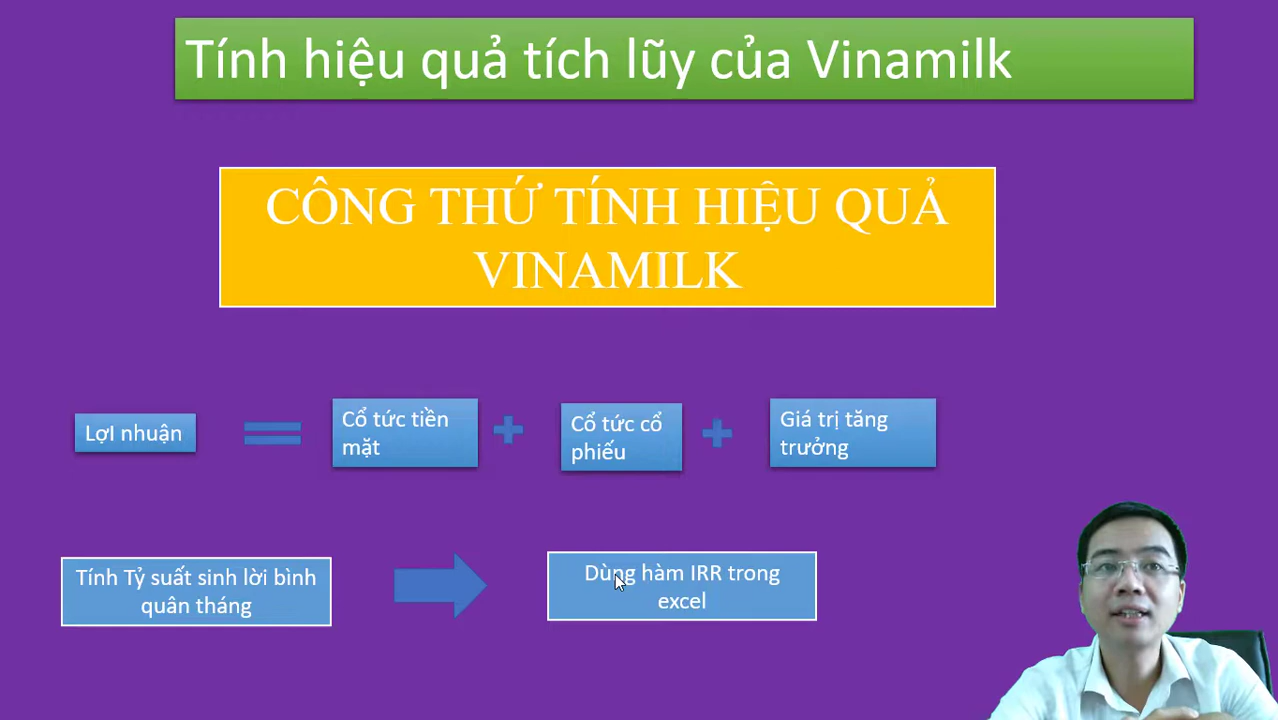 Tính hiệu quả tích lũy của Vinamilk
CÔNG THỨ TÍNH HIỆU QUẢ
VINAMILK
LợI nhuận
Cổ tức tiền
mặt
Cổ tức cổ
phiếu
Giá trị tăng
trưởng
Tính Tỷ suất sinh lời bình
quân tháng
Dùng hàm IRR trong
excel